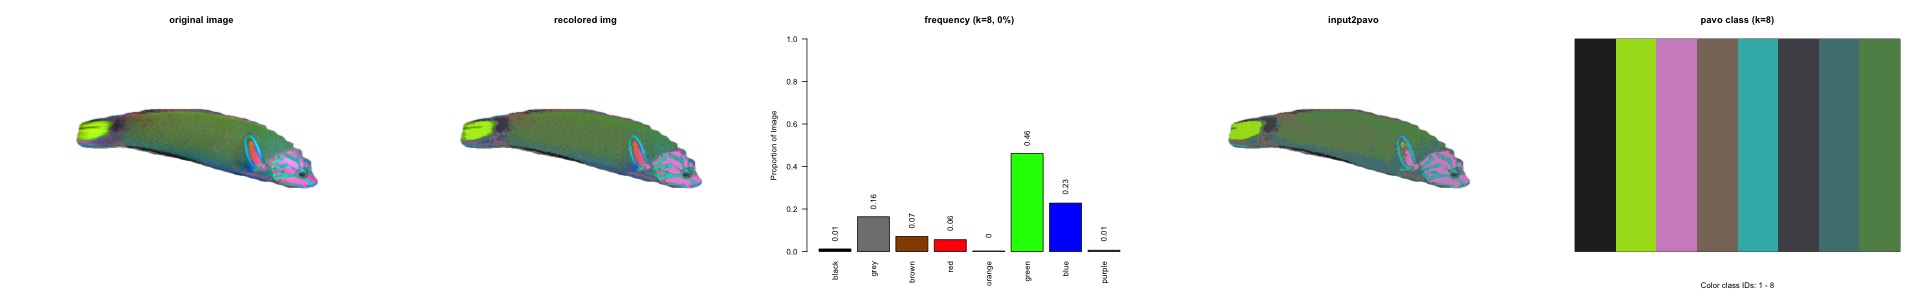 original image
recolored img
frequency (k=8, 0%)
input2pavo
pavo class (k=8)
Proportion of Image
1.0
0.8
0.6
0.4
0.2
0.0
0.01
0.16
0.07
0.06
0
0.46
0.23
0.01
black
grey
brown
red
orange
green
blue
purple
Color class IDs: 1 - 8